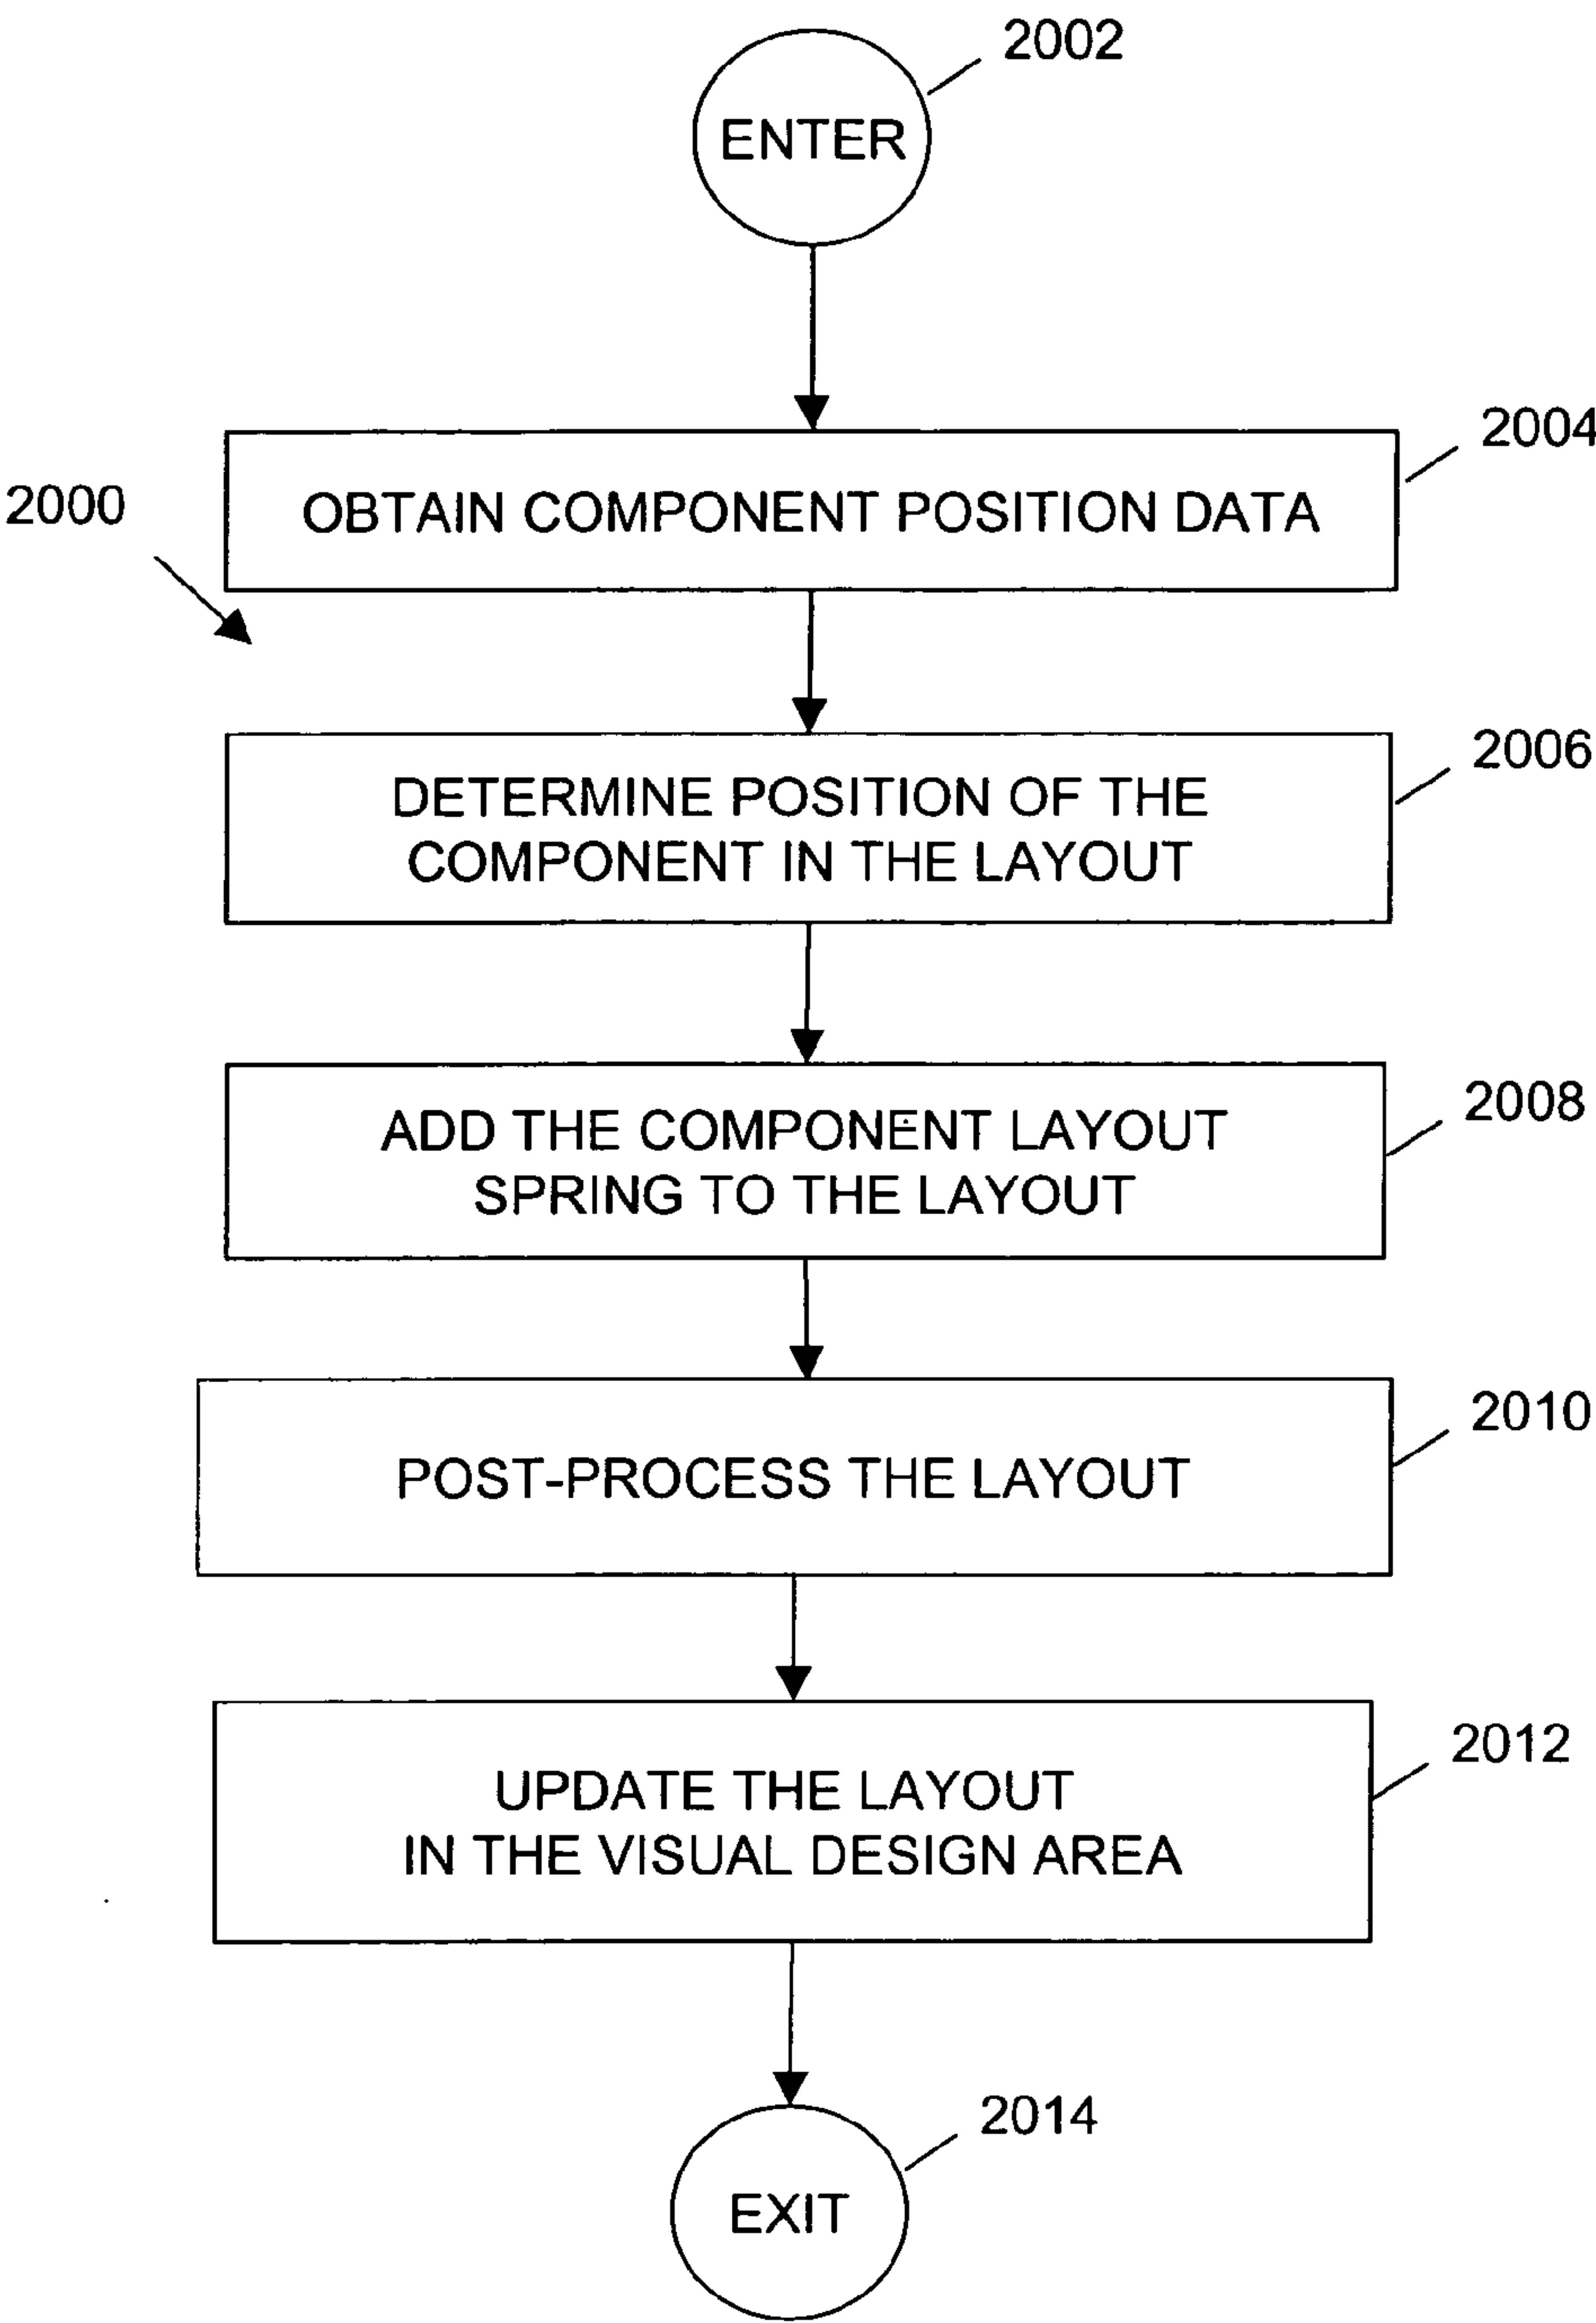 2002
ENTER
2004
OBTAIN COMPONENT POSITION DATA
2000
2006
DETERMINE POSITION OF THE
COMPONENT IN THE LAYOUT
2008
ADD THE COMPONENT LAYOUT
SPRING TO THE LAYOUT
2010
POST-PROCESS THE LAYOUT
2012
UPDATE THE LAYOUT
IN THE VISUAL DESIGN AREA
2014
EXIT